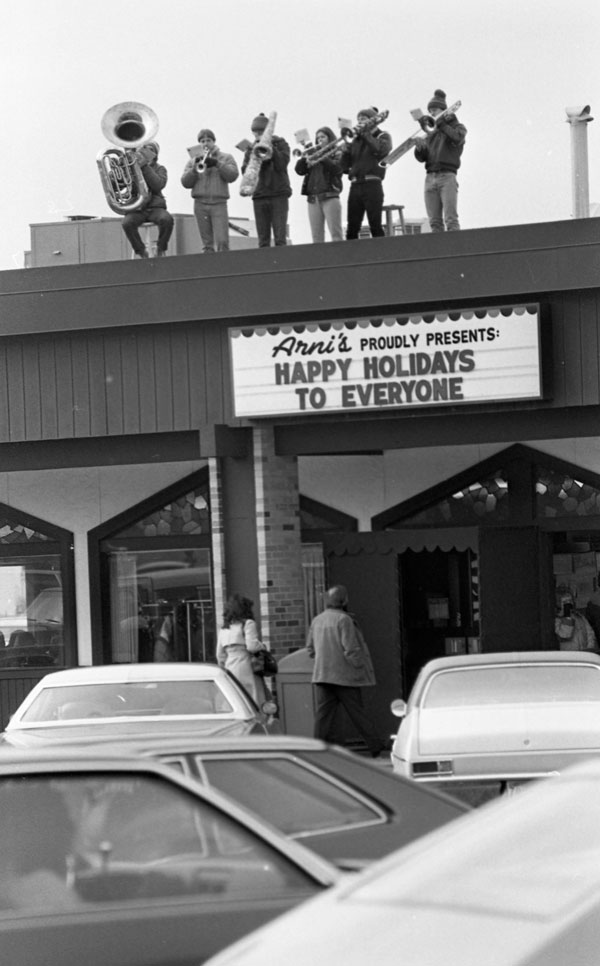 Arni's PROUDLY PRESENTS:
HAPPY HOLIDAYS
TO EVERYONE